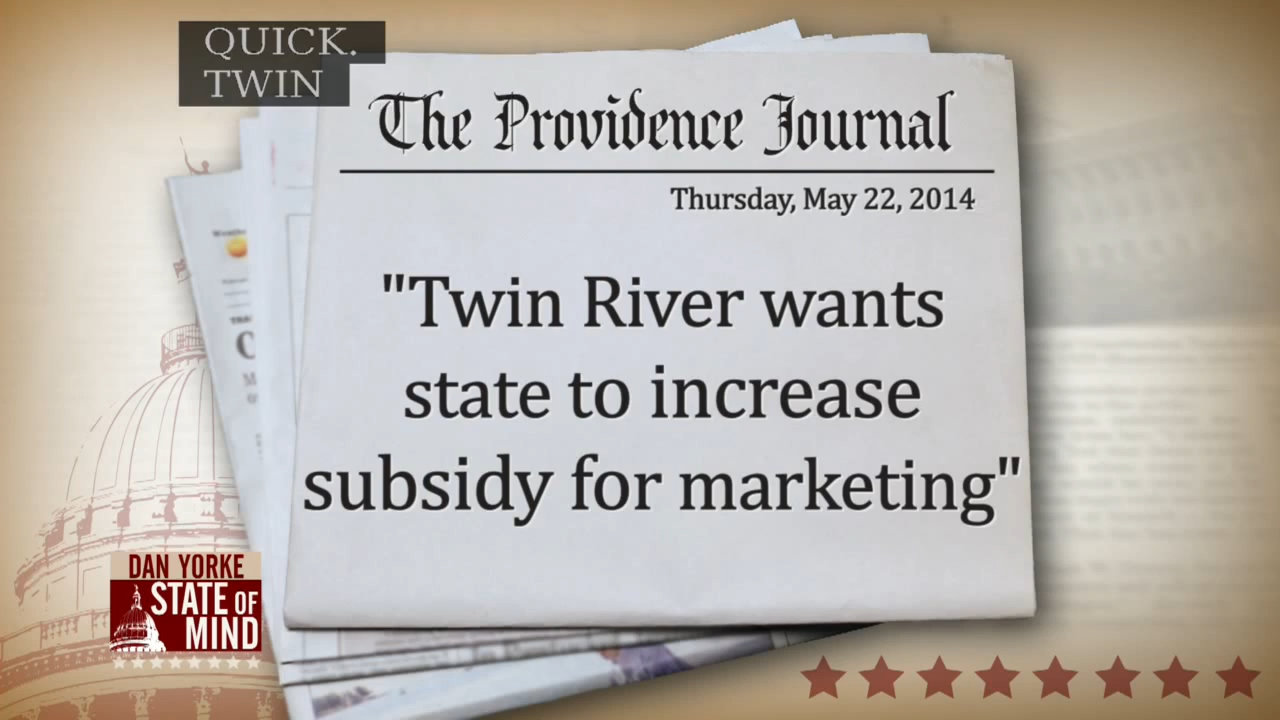 QUICK.
TWIN
The Providence Journal
Thursday, May 22, 2014
"Twin River wants
state to increase
subsidy for marketing"
DAN YORKE
STATE OF
MIND